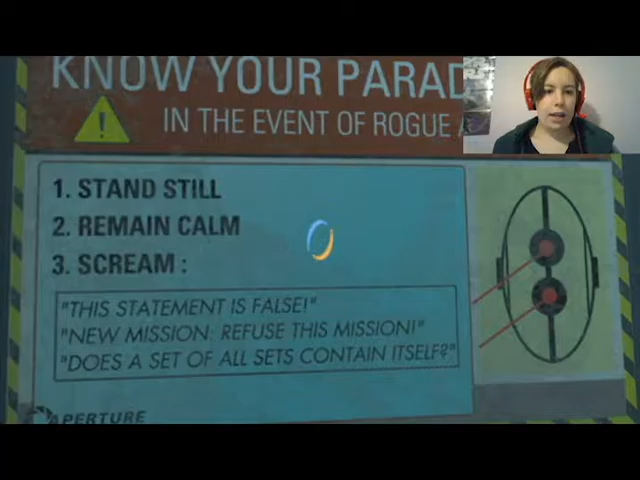 KNOW YOUR PARAD
IN THE EVENT OF ROGUE A
1. STAND STILL
2. REMAIN CALM
3. SCREAM :
"THIS STATEMENT IS FALSE!"
"NEW MISSION: REFUSE THIS MISSION!"
"DOES A SET OF ALL SETS CONTAIN ITSELF?"
APERTURE